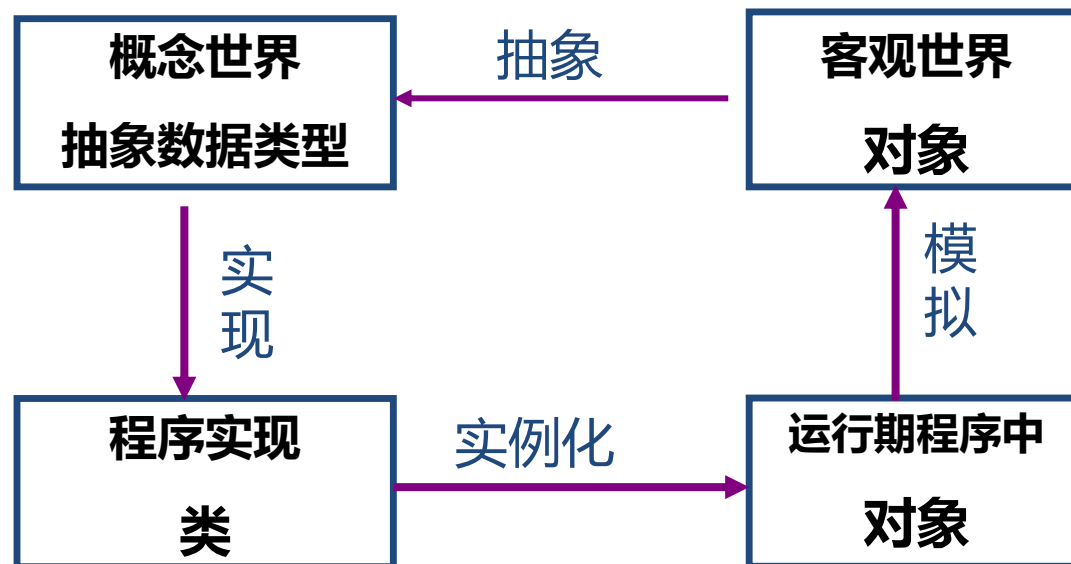 概念世界
抽象数据类型
抽象
客观世界
对象
实
现
模
拟
程序实现
类
实例化
运行期程序中
对象